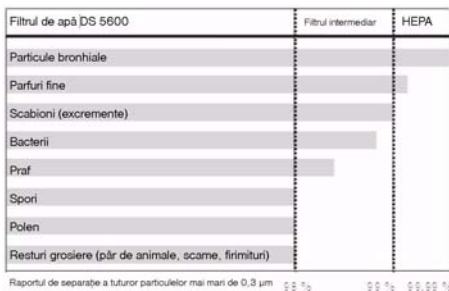 Filtrul de apă DS 5600 Filtrul intermediar HEPA
Particule bronhiale
Parfuri fine
Scabioni (excremente)
Bacterii
Praf
Spori
Polen
Resturi grosiere (păr de animale, scame, firimituri)
Raportul de separație a tuturor particulelor mai mari de 0,3 µm 99 % 99,99 %